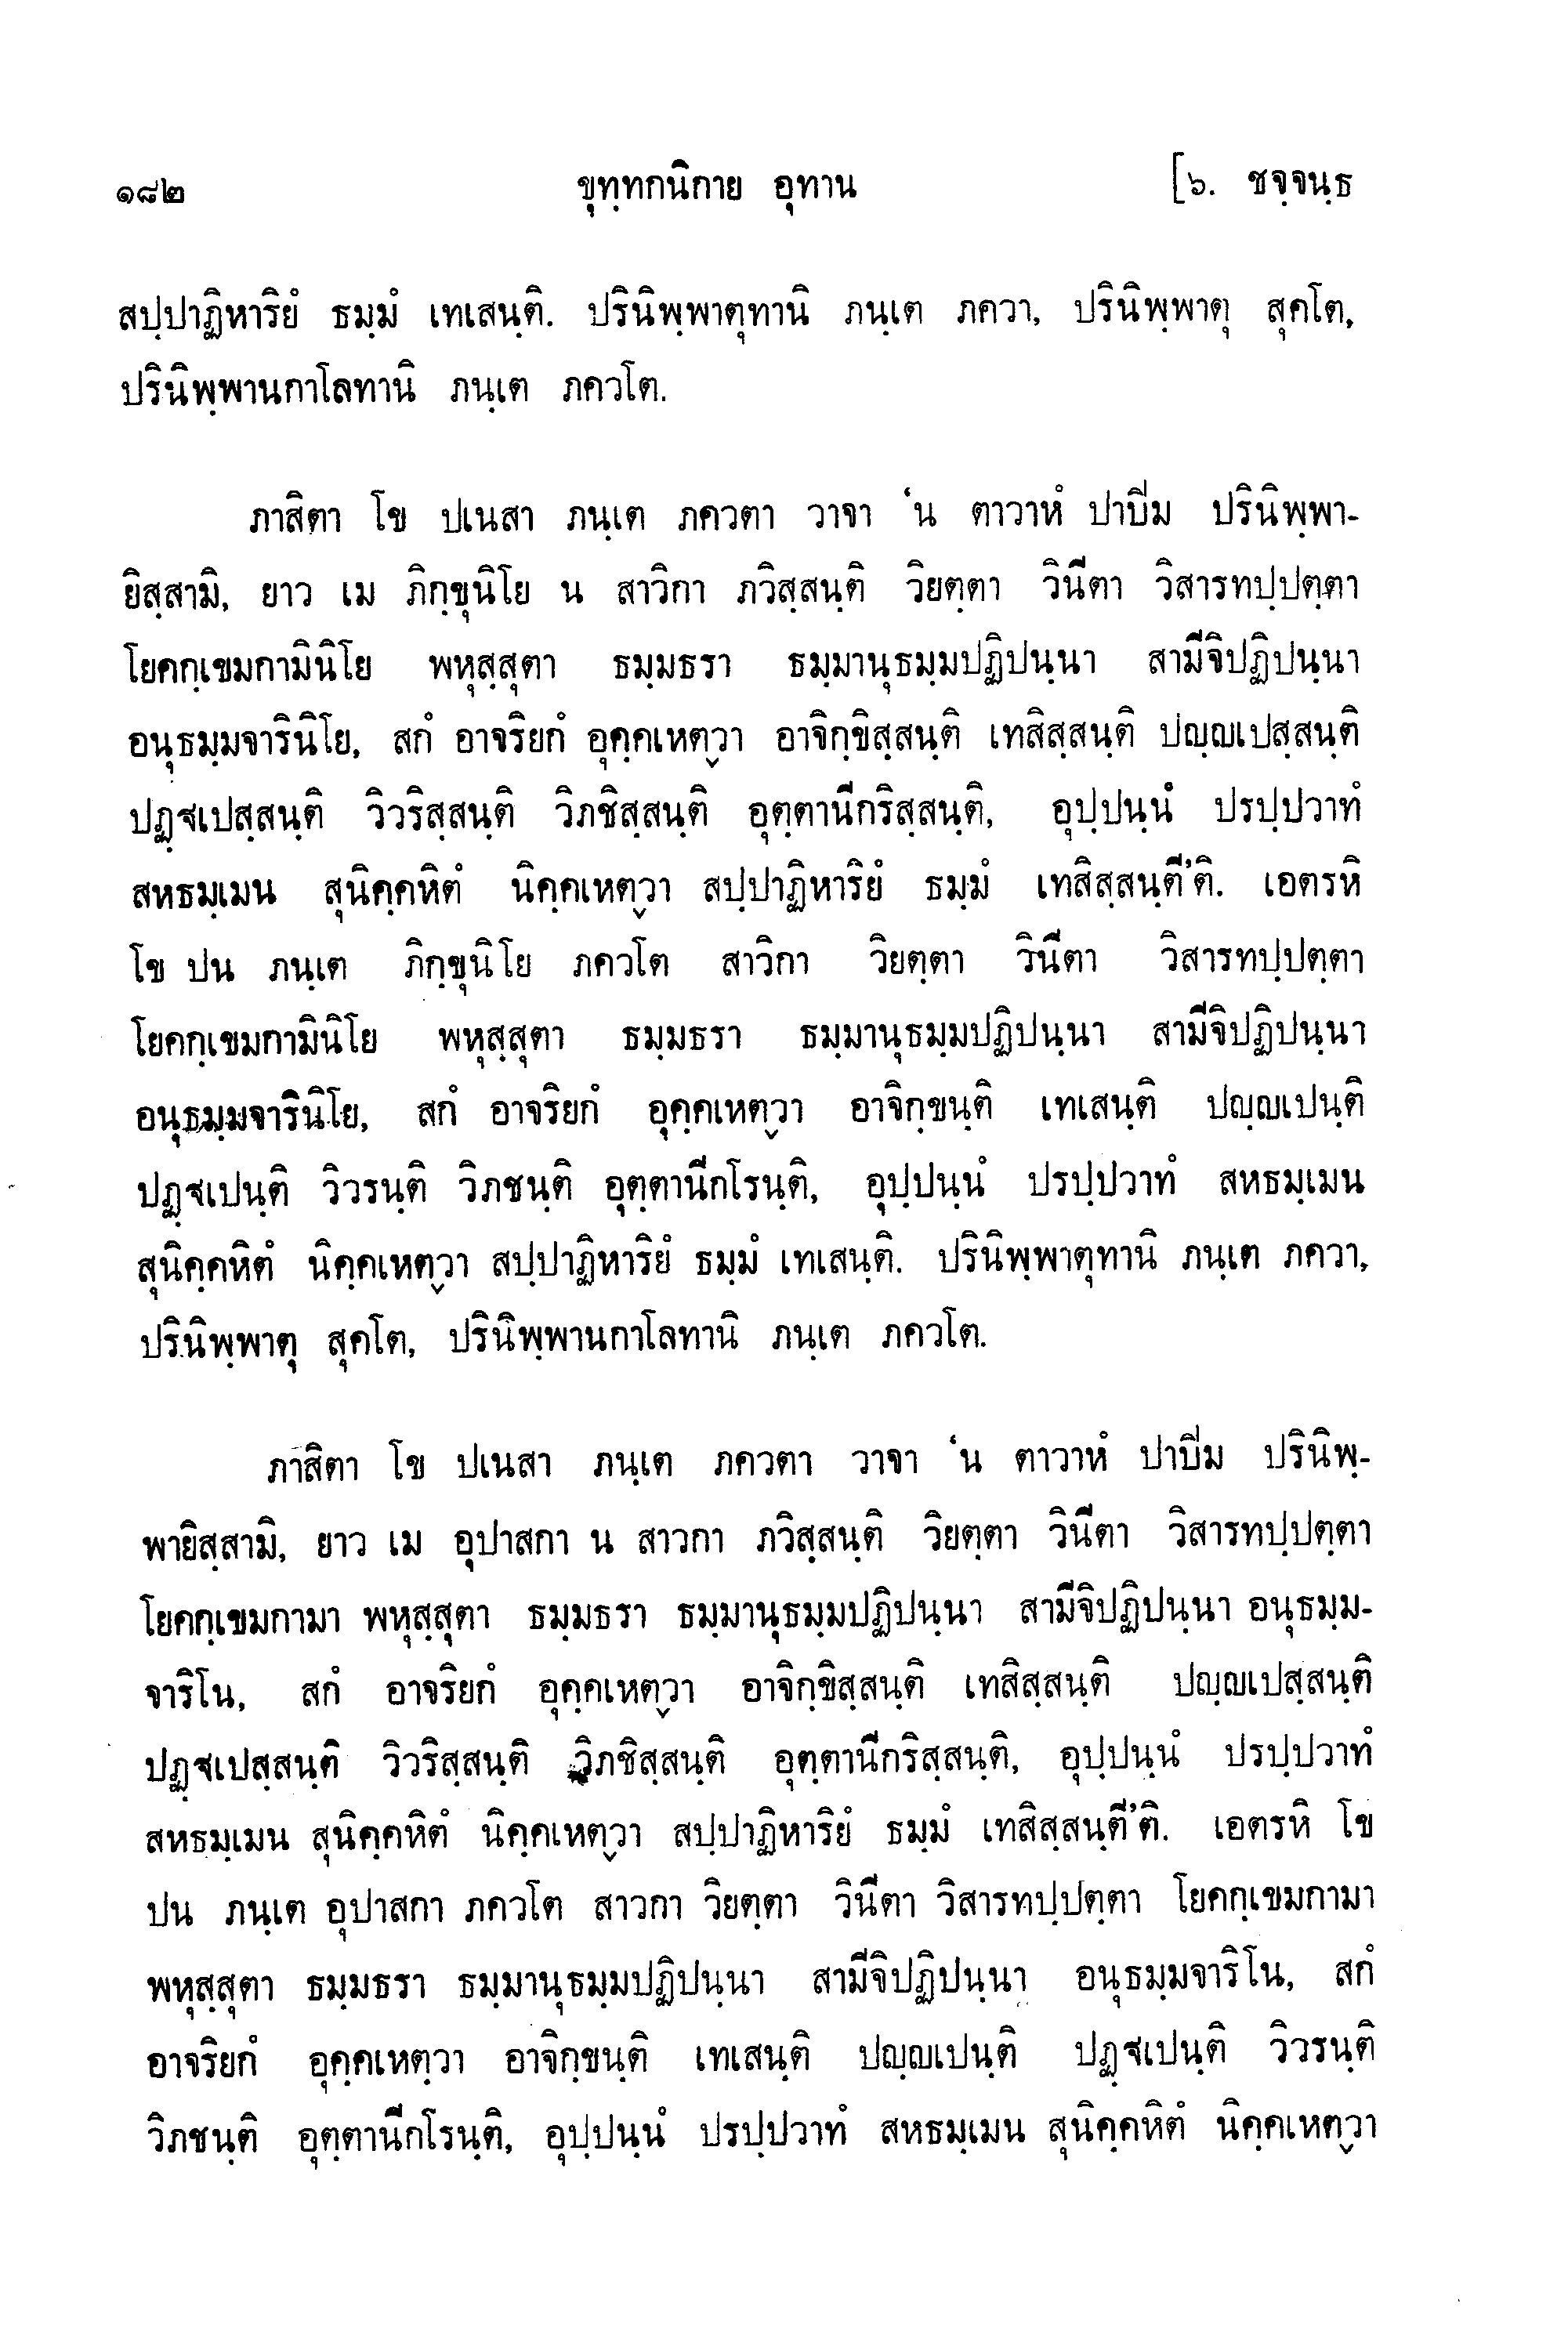 ๑๘๒ ขุทฺทกนิกาย อุทาน [๖. ชจฺจนฺธ
สปฺปาฏิหาริยํ ธมฺมํ เทเสนฺติ. ปรินิพฺพาตุทานิ ภนฺเต ภควา, ปรินิพฺพาตุ สุคโต,
ปรินิพฺพานกาโลทานิ ภนฺเต ภควโต.
ภาสิตา โข ปเนสา ภนฺเต ภควตา วาจา ‘น ตาวาหํ ปาปิม ปรินิพฺพา-
ยิสฺสามิ, ยาว เม ภิกฺขุนิโย น สาวิกา ภวิสฺสนฺติ วิยตฺตา วินีตา วิสารทปฺปตฺตา
โยคกฺเขมกามินิโย พหุสฺสุตา ธมฺมธรา ธมฺมานุธมฺมปฏิปนฺนา สามีจิปฏิปนฺนา
อนุธมฺมจารินิโย, สกํ อาจริยกํ อุคฺคเหตฺวา อาจิกฺขิสฺสนฺติ เทสิสฺสนฺติ ปญฺญเปสฺสนฺติ
ปฏฺฐเปสฺสนฺติ วิวริสฺสนฺติ วิภชิสฺสนฺติ อุตฺตานีกริสฺสนฺติ, อุปฺปนฺนํ ปรปฺปวาทํ
สหธมฺเมน สุนิคฺคหิตํ นิคฺคเหตฺวา สปฺปาฏิหาริยํ ธมฺมํ เทสิสฺสนฺตี’ติ. เอตรหิ
โข ปน ภนฺเต ภิกฺขุนิโย ภควโต สาวิกา วิยตฺตา วินีตา วิสารทปฺปตฺตา
โยคกฺเขมกามินิโย พหุสฺสุตา ธมฺมธรา ธมฺมานุธมฺมปฏิปนฺนา สามีจิปฏิปนฺนา
อนุธมฺมจารินิโย, สกํ อาจริยกํ อุคฺคเหตฺวา อาจิกฺขนฺติ เทเสนฺติ ปญฺญเปนฺติ
ปฏฺฐเปนฺติ วิวรนฺติ วิภชนฺติ อุตฺตานีกโรนฺติ, อุปฺปนฺนํ ปรปฺปวาทํ สหธมฺเมน
สุนิคฺคหิตํ นิคฺคเหตฺวา สปฺปาฏิหาริยํ ธมฺมํ เทเสนฺติ. ปรินิพฺพาตุทานิ ภนฺเต ภควา,
ปรินิพฺพาตุ สุคโต, ปรินิพฺพานกาโลทานิ ภนฺเต ภควโต.
ภาสิตา โข ปเนสา ภนฺเต ภควตา วาจา ‘น ตาวาหํ ปาปิม ปรินิพฺ-
พายิสฺสามิ, ยาว เม อุปาสกา น สาวกา ภวิสฺสนฺติ วิยตฺตา วินีตา วิสารทปฺปตฺตา
โยคกฺเขมกามา พหุสฺสุตา ธมฺมธรา ธมฺมานุธมฺมปฏิปนฺนา สามีจิปฏิปนฺนา อนุธมฺม-
จาริโน, สกํ อาจริยกํ อุคฺคเหตฺวา อาจิกฺขิสฺสนฺติ เทสิสฺสนฺติ ปญฺญเปสฺสนฺติ
ปฏฺฐเปสฺสนฺติ วิวริสฺสนฺติ วิภชิสฺสนฺติ อุตฺตานีกริสฺสนฺติ, อุปฺปนฺนํ ปรปฺปวาทํ
สหธมฺเมน สุนิคฺคหิตํ นิคฺคเหตฺวา สปฺปาฏิหาริยํ ธมฺมํ เทสิสฺสนฺตี’ติ. เอตรหิ โข
ปน ภนฺเต อุปาสกา ภควโต สาวกา วิยตฺตา วินีตา วิสารทปฺปตฺตา โยคกฺเขมกามา
พหุสฺสุตา ธมฺมธรา ธมฺมานุธมฺมปฏิปนฺนา สามีจิปฏิปนฺนา อนุธมฺมจาริโน, สกํ
อาจริยกํ อุคฺคเหตฺวา อาจิกฺขนฺติ เทเสนฺติ ปญฺญเปนฺติ ปฏฺฐเปนฺติ วิวรนฺติ
วิภชนฺติ อุตฺตานีกโรนฺติ, อุปฺปนฺนํ ปรปฺปวาทํ สหธมฺเมน สุนิคฺคหิตํ นิคฺคเหตฺวา